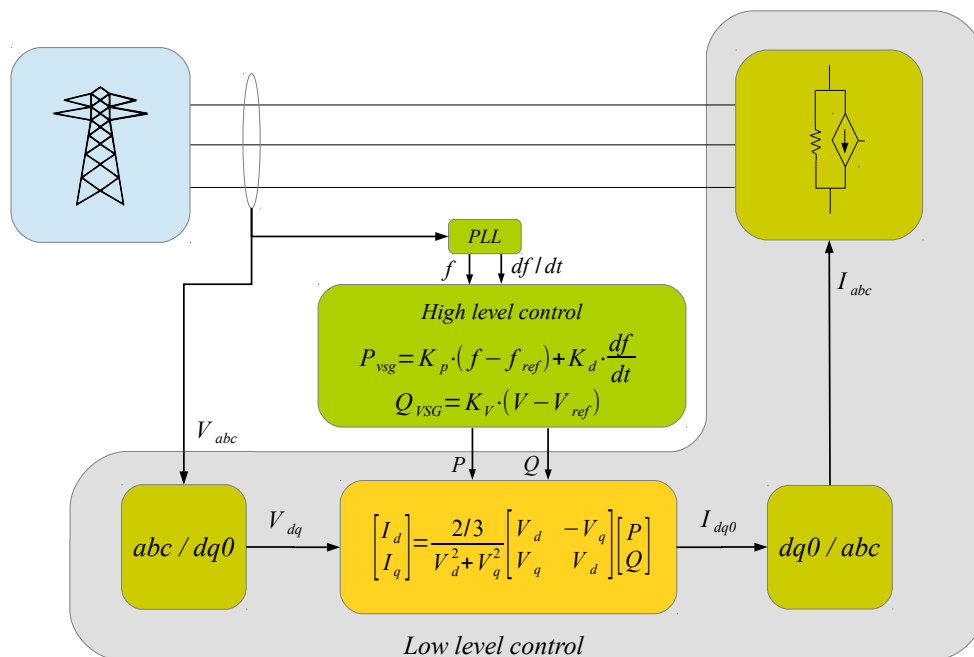 PLL
f df/dt
High level control
P_vsg = K_p·(f − f_ref) + K_d · df/dt
Q_VSG = K_V·(V − V_ref)
I_abc
V_abc
P Q
V_dq
I_dq0
abc / dq0
[I_d I_q] = (2/3)/(V_d^2 + V_q^2) [V_d −V_q; V_q V_d] [P Q]
dq0 / abc
Low level control